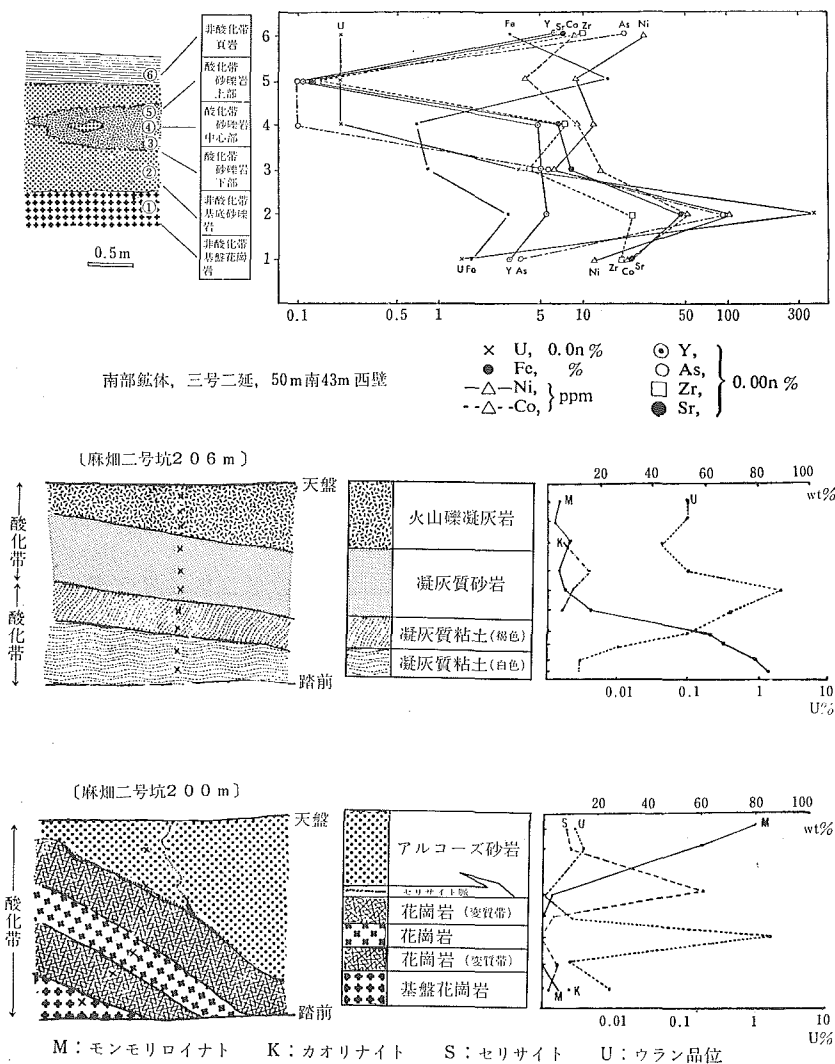 非酸化帯
頁岩
酸化帯
砂礫岩
上部
酸化帯
砂礫岩
中心部
酸化帯
砂礫岩
下部
非酸化帯
基底砂礫
岩
非酸化帯
基盤花崗
岩
⑥
⑤
④
③
②
①
0.5m
U Fe Y Sr Co Zr As Ni
6
5
4
3
2
1
U Fe Y As Ni Zr Co Sr
0.1 0.5 1 5 10 50 100 300
× U, 0.0n %
Fe, %
Ni,
Co,
ppm
Y,
As,
Zr,
Sr,
0.00n %
南部鉱体，三号二延，50m南43m西壁
〔麻畑二号坑206m〕
天盤
酸化帯
酸化帯
踏前
火山礫凝灰岩
凝灰質砂岩
凝灰質粘土(褐色)
凝灰質粘土(白色)
20 40 60 80 100
wt%
M U
K
0.01 0.1 1 10
U%
〔麻畑二号坑200m〕
天盤
酸化帯
踏前
アルコーズ砂岩
セリサイト脈
花崗岩（変質帯）
花崗岩
花崗岩（変質帯）
基盤花崗岩
20 40 60 80 100
wt%
S U M
M K
0.01 0.1 1 10
U%
M：モンモリロイナト K：カオリナイト S：セリサイト U：ウラン品位